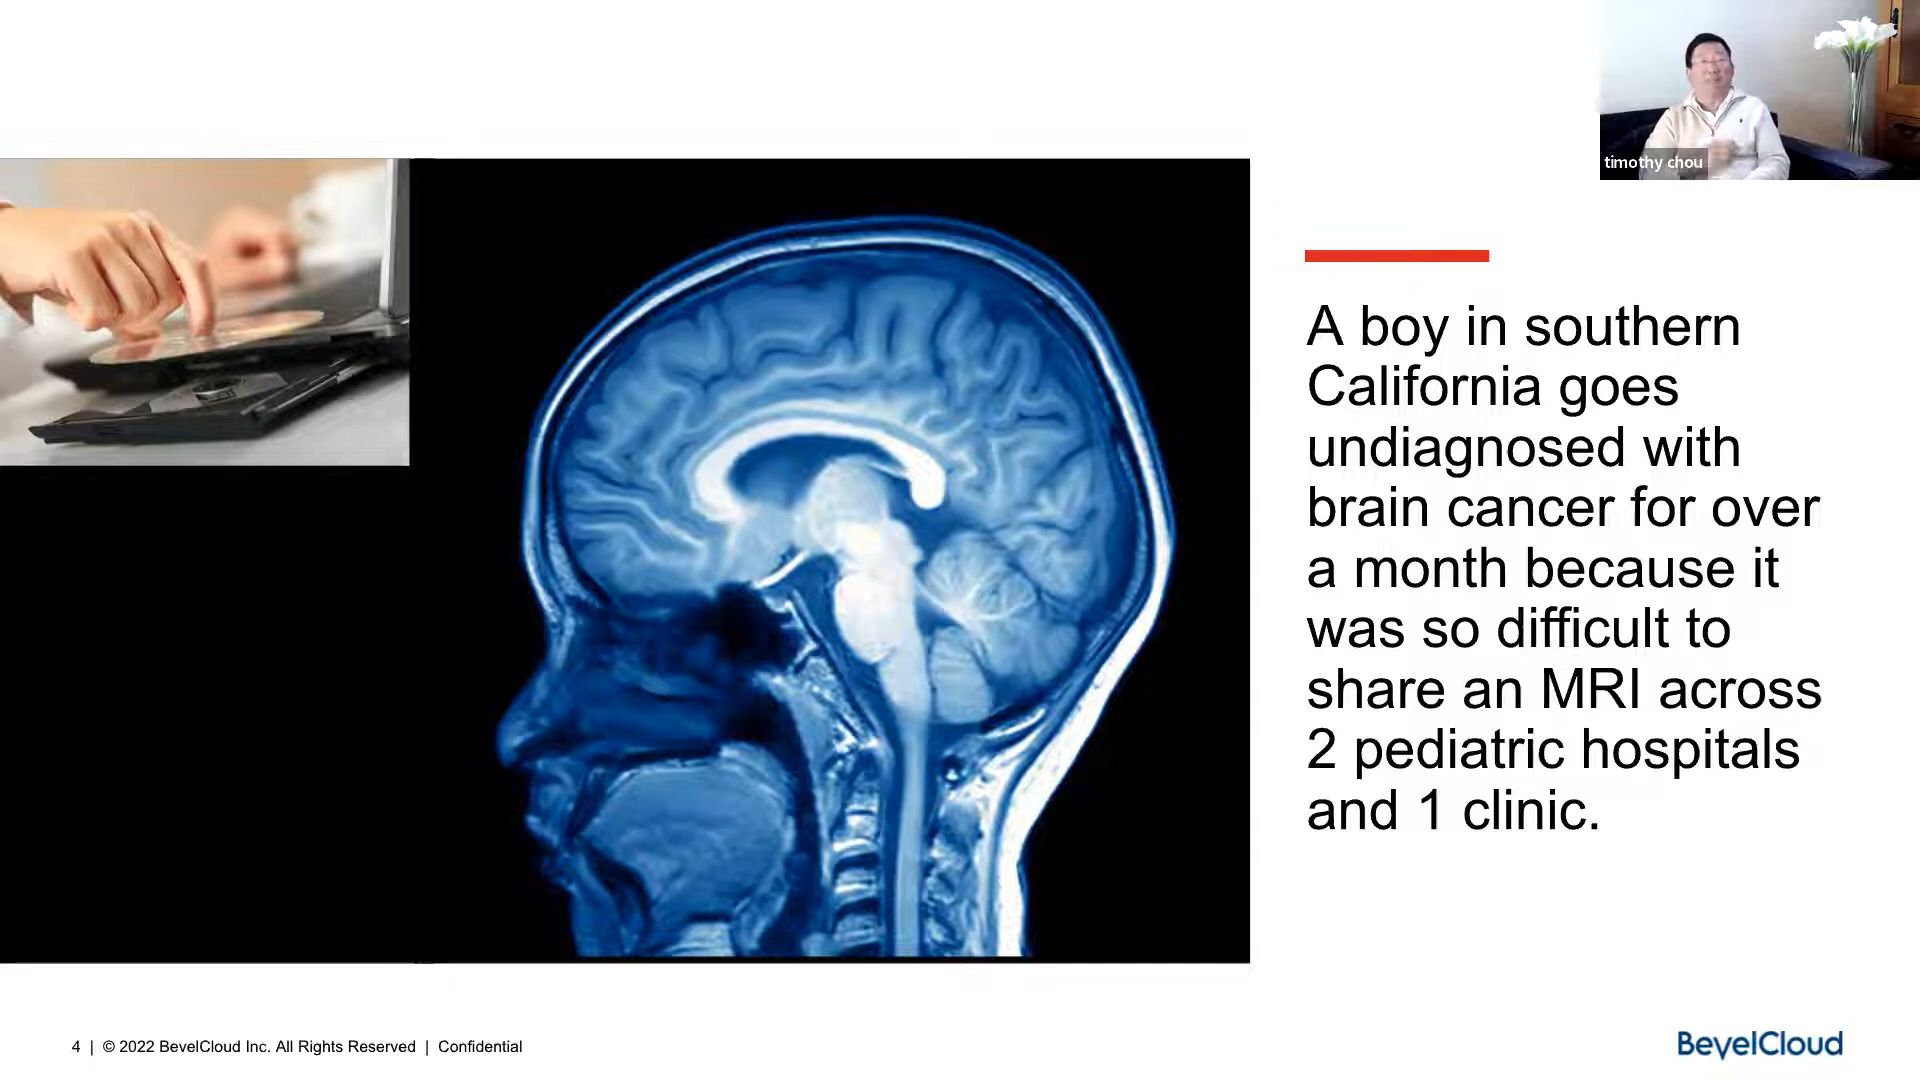 timothy chou
A boy in southern
California goes
undiagnosed with
brain cancer for over
a month because it
was so difficult to
share an MRI across
2 pediatric hospitals
and 1 clinic.
4 | © 2022 BevelCloud Inc. All Rights Reserved | Confidential
BevelCloud